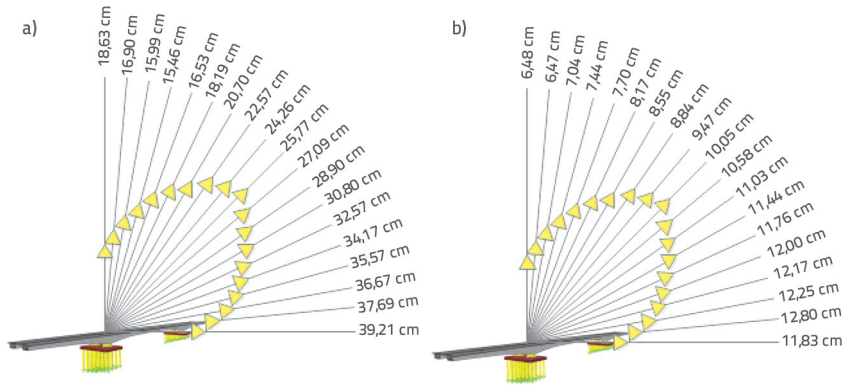 a)
18,63 cm
16,90 cm
15,99 cm
15,46 cm
16,53 cm
18,19 cm
20,70 cm
22,57 cm
24,26 cm
25,77 cm
27,09 cm
28,90 cm
30,80 cm
32,57 cm
34,17 cm
35,57 cm
36,67 cm
37,69 cm
39,21 cm
b)
6,48 cm
6,47 cm
7,04 cm
7,44 cm
7,70 cm
8,17 cm
8,55 cm
8,84 cm
9,47 cm
10,05 cm
10,58 cm
11,03 cm
11,44 cm
11,76 cm
12,00 cm
12,17 cm
12,25 cm
12,80 cm
11,83 cm